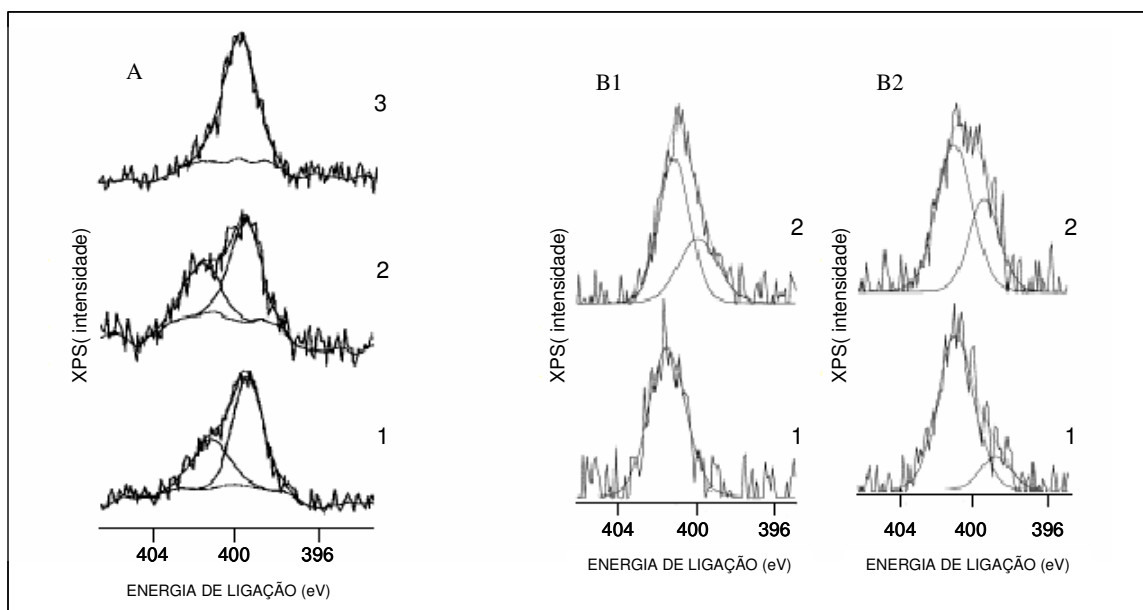 A
3
2
1
XPS( intensidade)
404 400 396
ENERGIA DE LIGAÇÃO (eV)
B1
2
1
XPS( intensidade)
404 400 396
ENERGIA DE LIGAÇÃO (eV)
B2
2
1
XPS( intensidade)
404 400 396
ENERGIA DE LIGAÇÃO (eV)